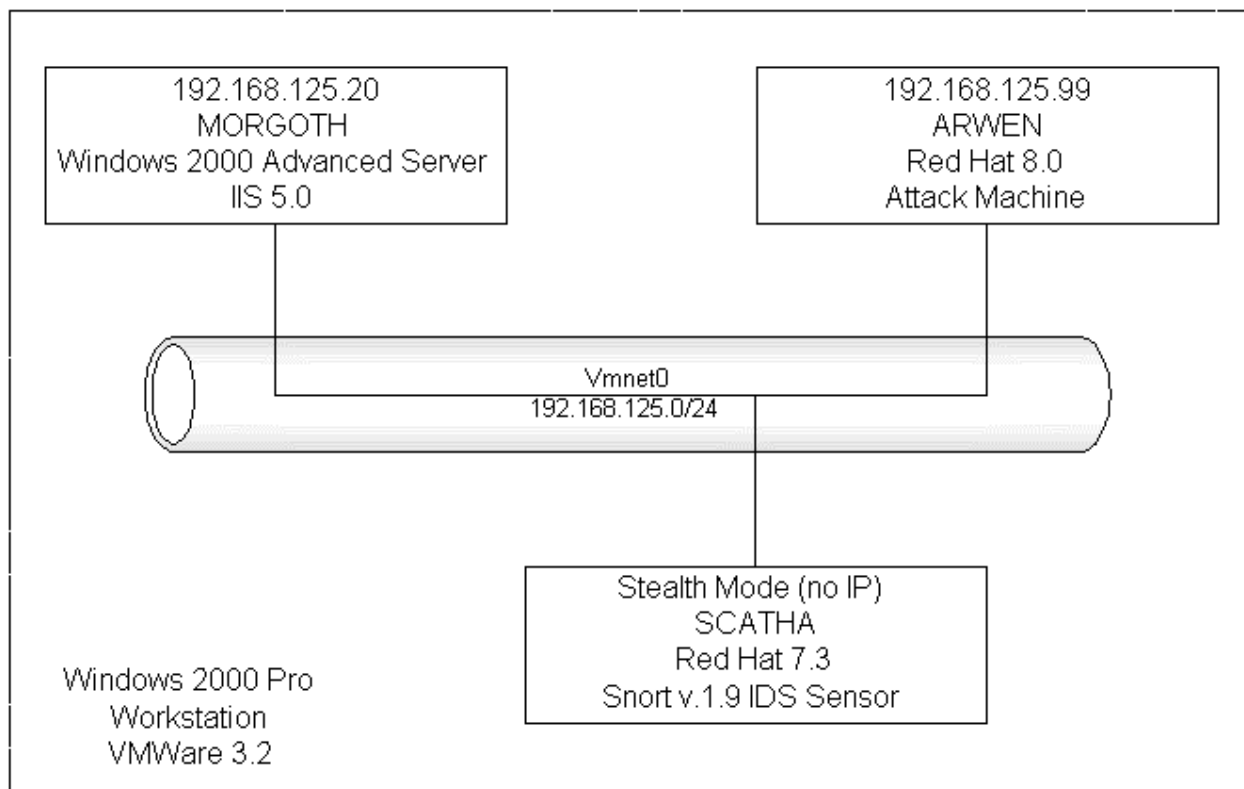 192.168.125.20
MORGOTH
Windows 2000 Advanced Server
IIS 5.0
192.168.125.99
ARWEN
Red Hat 8.0
Attack Machine
Vmnet0
192.168.125.0/24
Stealth Mode (no IP)
SCATHA
Red Hat 7.3
Snort v.1.9 IDS Sensor
Windows 2000 Pro
Workstation
VMWare 3.2